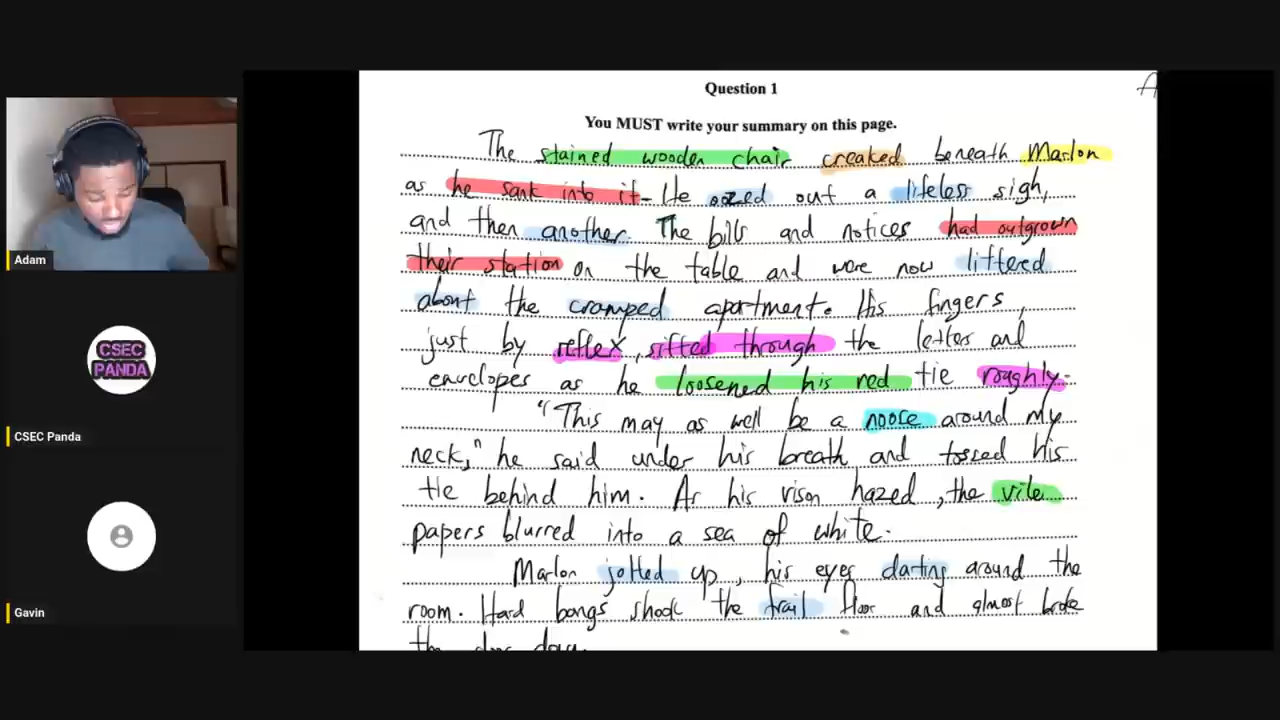 Question 1
A
You MUST write your summary on this page.
The stained wooden chair creaked beneath Marlon
as he sank into it. He oozed out a lifeless sigh,
and then another. The bills and notices had outgrown
their station on the table and were now littered
about the cramped apartment. His fingers,
just by reflex, sifted through the letters and
envelopes as he loosened his red tie roaghly.
"This may as well be a noose around my
neck," he said under his breath and tossed his
tie behind him. As his vison hazed, the vile
papers blurred into a sea of white.
Marlon jolted up, his eyes darting around the
room. Hard bangs shook the frail floor and almost broke
the door down.
Adam
CSEC
PANDA
CSEC Panda
Gavin